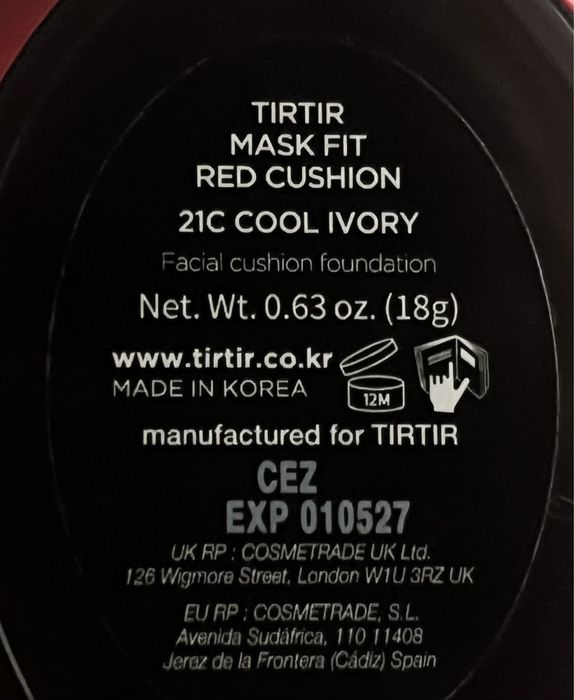 TIRTIR
MASK FIT
RED CUSHION
21C COOL IVORY
Facial cushion foundation
Net. Wt. 0.63 oz. (18g)
www.tirtir.co.kr
MADE IN KOREA
12M
manufactured for TIRTIR
CEZ
EXP 010527
UK RP : COSMETRADE UK Ltd.
126 Wigmore Street, London W1U 3RZ UK
EU RP : COSMETRADE, S.L.
Avenida Sudáfrica, 110 11408
Jerez de la Frontera (Cádiz) Spain